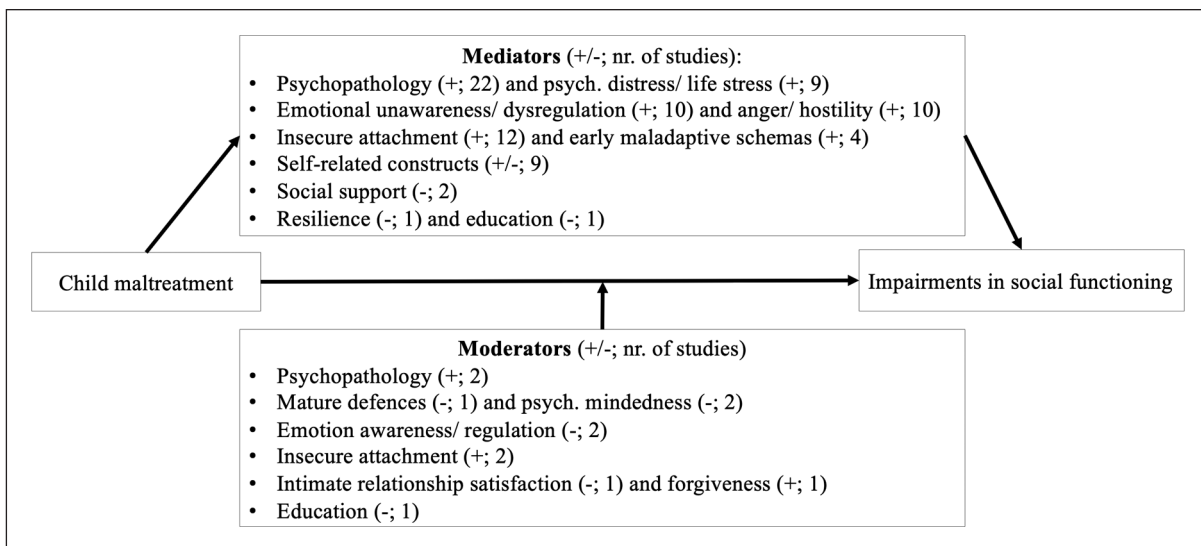 Mediators (+/-; nr. of studies):
• Psychopathology (+; 22) and psych. distress/ life stress (+; 9)
• Emotional unawareness/ dysregulation (+; 10) and anger/ hostility (+; 10)
• Insecure attachment (+; 12) and early maladaptive schemas (+; 4)
• Self-related constructs (+/-; 9)
• Social support (-; 2)
• Resilience (-; 1) and education (-; 1)
Child maltreatment
Impairments in social functioning
Moderators (+/-; nr. of studies)
• Psychopathology (+; 2)
• Mature defences (-; 1) and psych. mindedness (-; 2)
• Emotion awareness/ regulation (-; 2)
• Insecure attachment (+; 2)
• Intimate relationship satisfaction (-; 1) and forgiveness (+; 1)
• Education (-; 1)